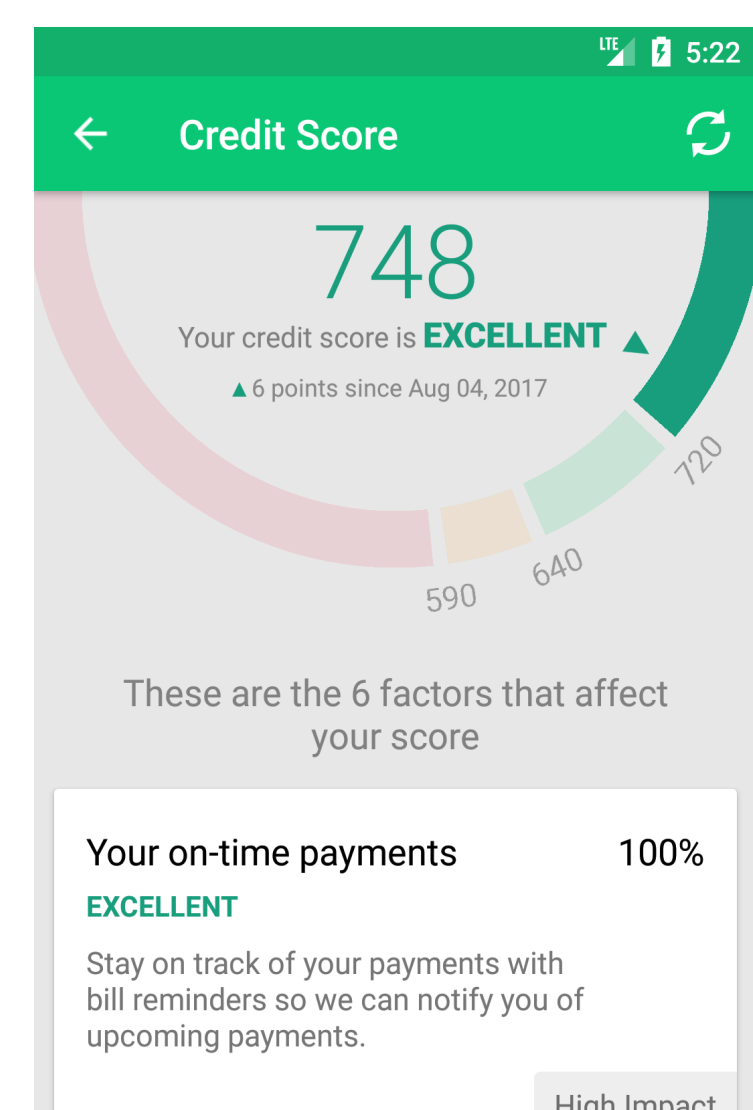 LTE 5:22
Credit Score
748
Your credit score is EXCELLENT
6 points since Aug 04, 2017
720
640
590
These are the 6 factors that affect
your score
Your on-time payments 100%
EXCELLENT
Stay on track of your payments with
bill reminders so we can notify you of
upcoming payments.
High Impact